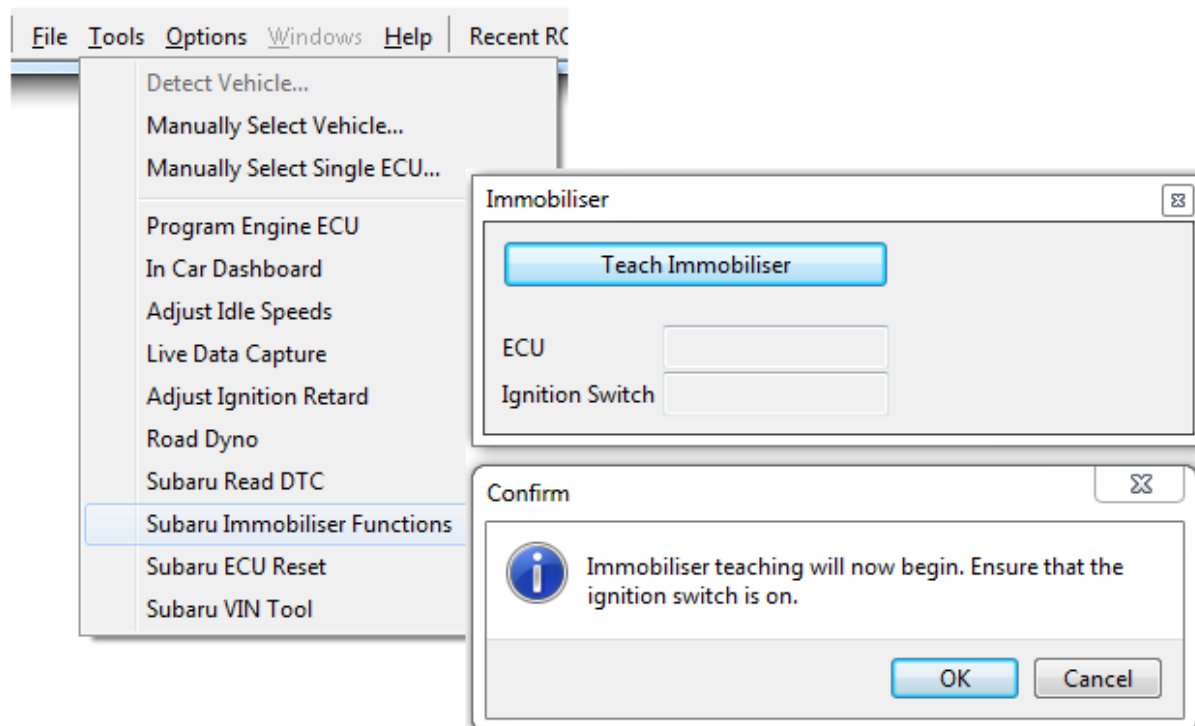 File Tools Options Windows Help Recent
Detect Vehicle...
Manually Select Vehicle...
Manually Select Single ECU...
Program Engine ECU
In Car Dashboard
Adjust Idle Speeds
Live Data Capture
Adjust Ignition Retard
Road Dyno
Subaru Read DTC
Subaru Immobiliser Functions
Subaru ECU Reset
Subaru VIN Tool
Immobiliser
Teach Immobiliser
ECU
Ignition Switch
Confirm
Immobiliser teaching will now begin. Ensure that the
ignition switch is on.
OK Cancel